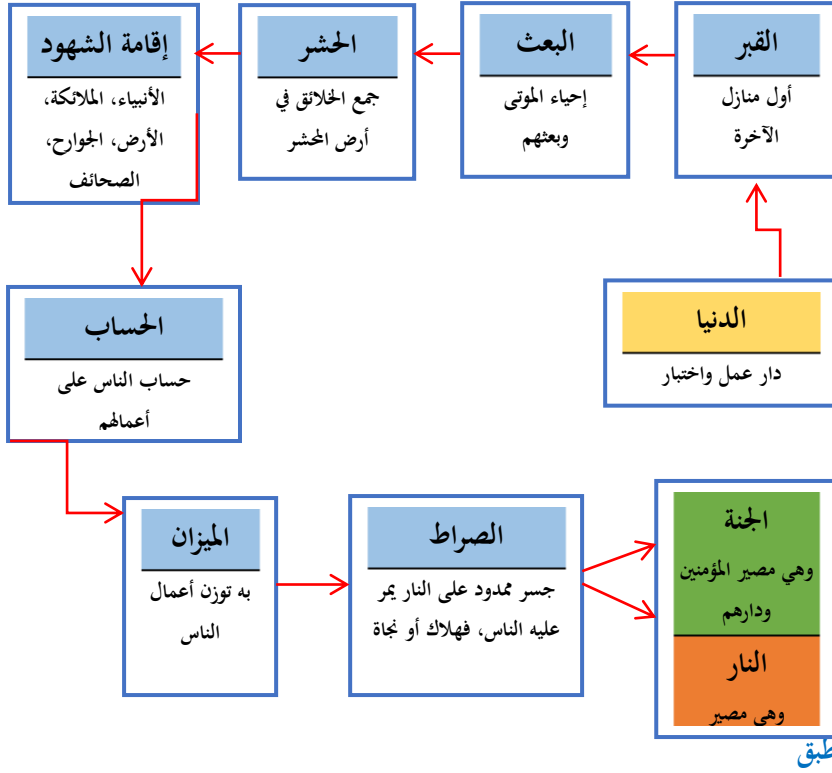 القبر
أول منازل
الآخرة
البعث
إحياء الموتى
وبعثهم
الحشر
جمع الخلائق في
أرض المحشر
إقامة الشهود
الأنبياء، الملائكة،
الأرض، الجوارح،
الصحائف
الدنيا
دار عمل واختبار
الحساب
حساب الناس على
أعمالهم
الميزان
به توزن أعمال
الناس
الصراط
جسر ممدود على النار يمر
عليه الناس، فهلاك أو نجاة
الجنة
وهي مصير المؤمنين
ودارهم
النار
وهي مصير
طبق